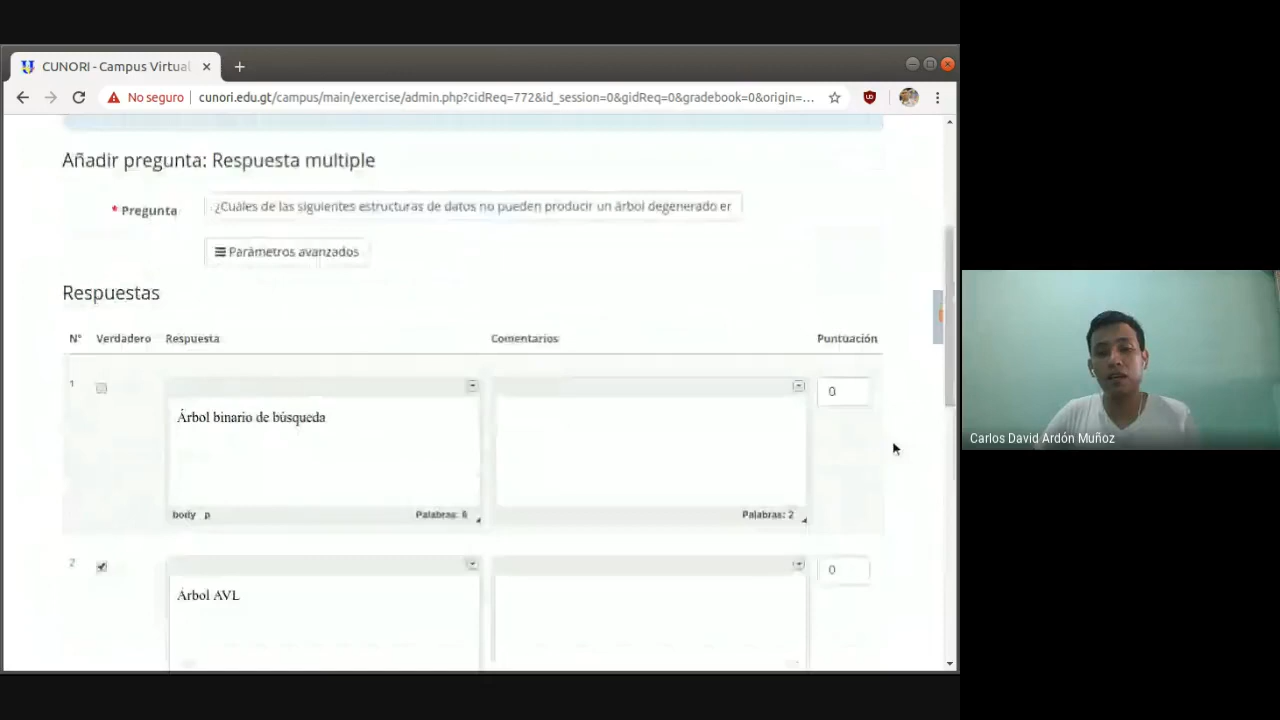 CUNORI - Campus Virtual
No seguro
cunori.edu.gt/campus/main/exercise/admin.php?cidReq=772&id_session=0&gidReq=0&gradebook=0&origin=...
Añadir pregunta: Respuesta multiple
* Pregunta
¿Cuáles de las siguientes estructuras de datos no pueden producir un árbol degenerado er
Parámetros avanzados
Respuestas
N° Verdadero Respuesta Comentarios Puntuación
1
0
Árbol binario de búsqueda
body p Palabras: 6 Palabras: 2
2
0
Árbol AVL
Carlos David Ardón Muñoz